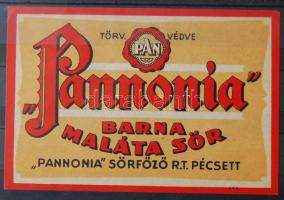 TÖRV. VÉDVE
PAN
„Pannonia”
BARNA
MALÁTA SÖR
„PANNONIA” SÖRFŐZŐ R.T. PÉCSETT